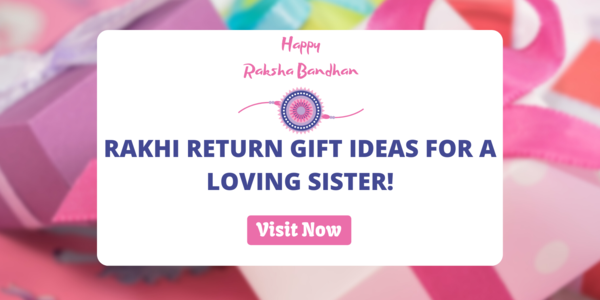 Happy
Raksha Bandhan
RAKHI RETURN GIFT IDEAS FOR A
LOVING SISTER!
Visit Now